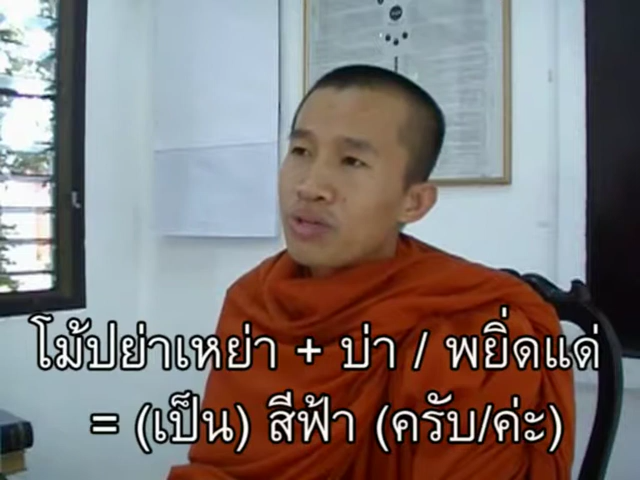 โม้ปย่าเหย่า + บ่า / พยิ่ดแด่
= (เป็น) สีฟ้า (ครับ/ค่ะ)